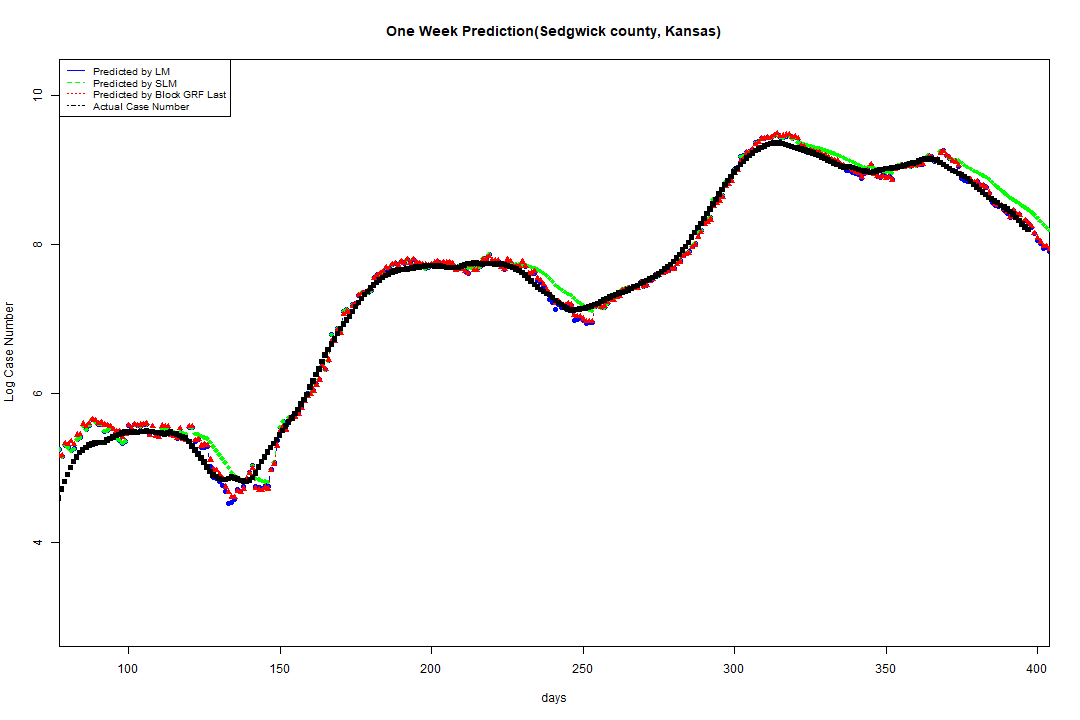 One Week Prediction(Sedgwick county, Kansas)
Predicted by LM
Predicted by SLM
Predicted by Block GRF Last
Actual Case Number
10
8
6
4
Log Case Number
100 150 200 250 300 350 400
days